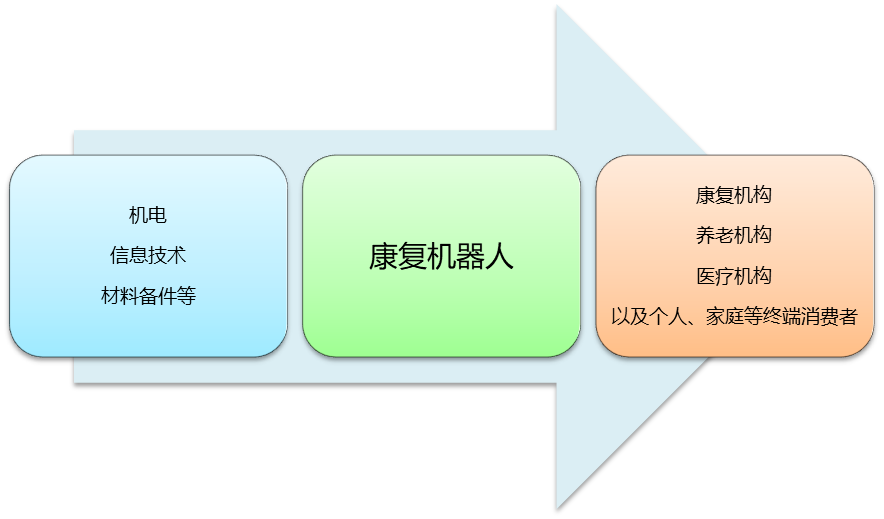 机电
信息技术
材料备件等
康复机器人
康复机构
养老机构
医疗机构
以及个人、家庭等终端消费者